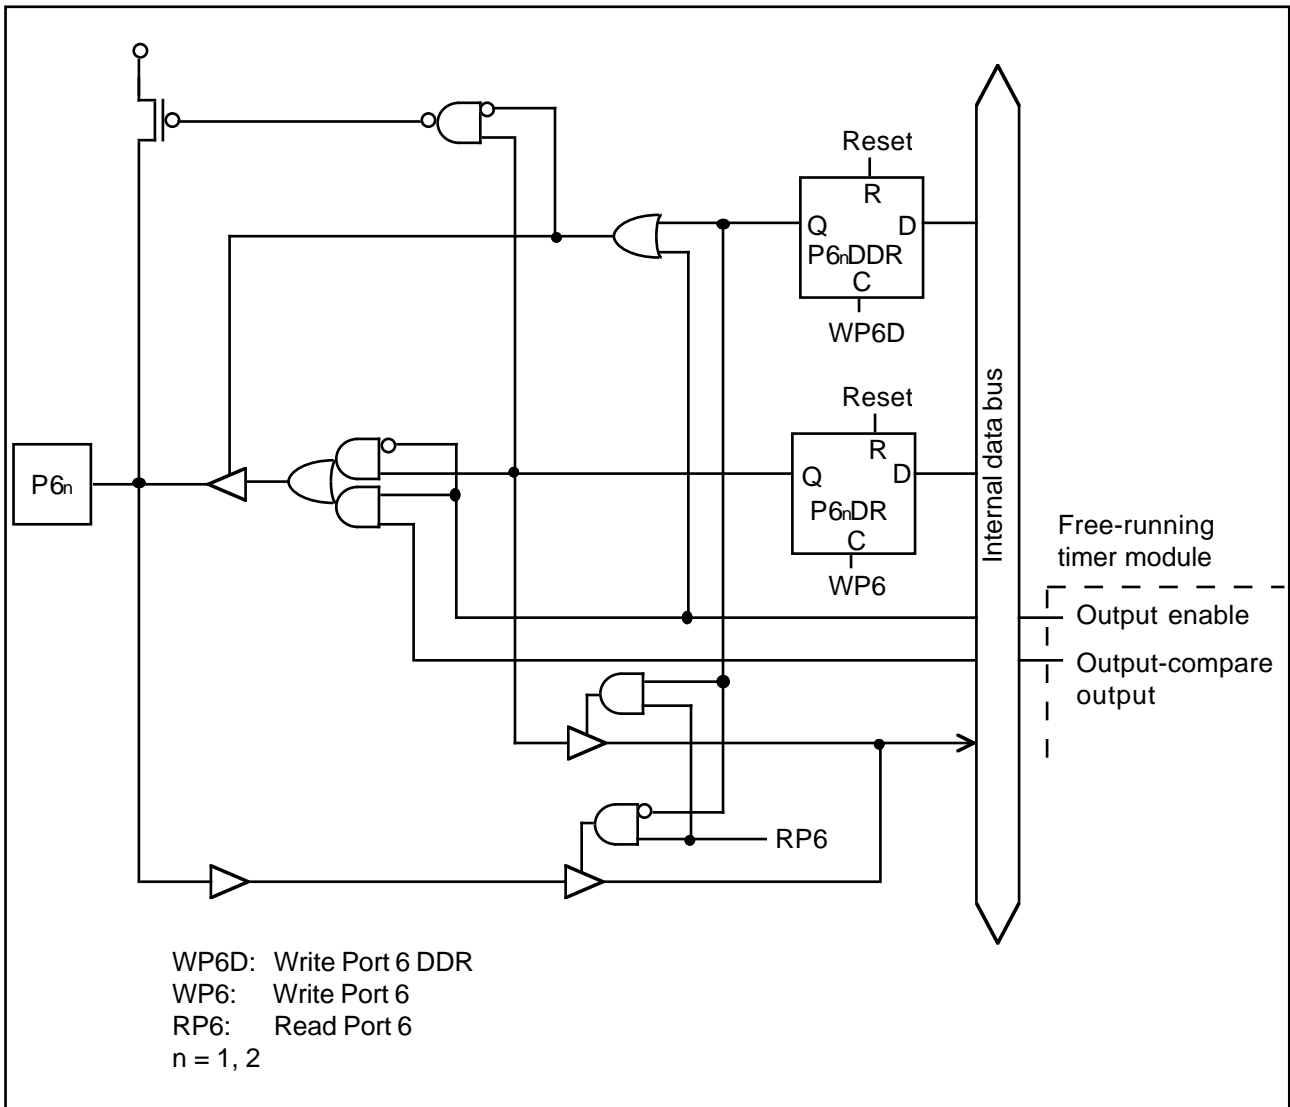 Reset
R
Q D
P6nDDR
C
WP6D
Reset
R
Q D
P6nDR
C
WP6
P6n
Internal data bus
Free-running
timer module
Output enable
Output-compare
output
RP6
WP6D: Write Port 6 DDR
WP6: Write Port 6
RP6: Read Port 6
n = 1, 2